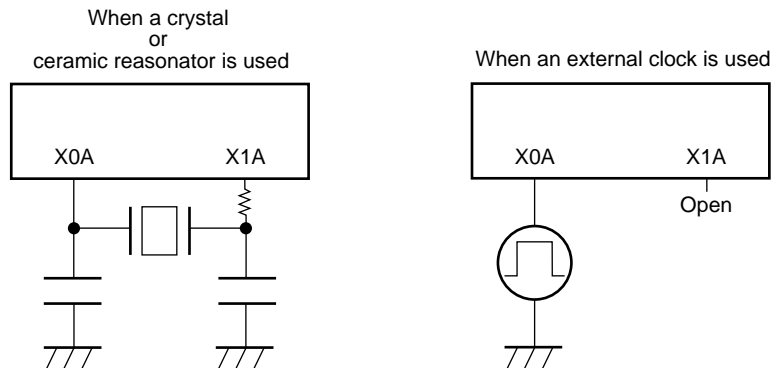 When a crystal
or
ceramic reasonator is used
X0A
X1A
When an external clock is used
X0A
X1A
Open